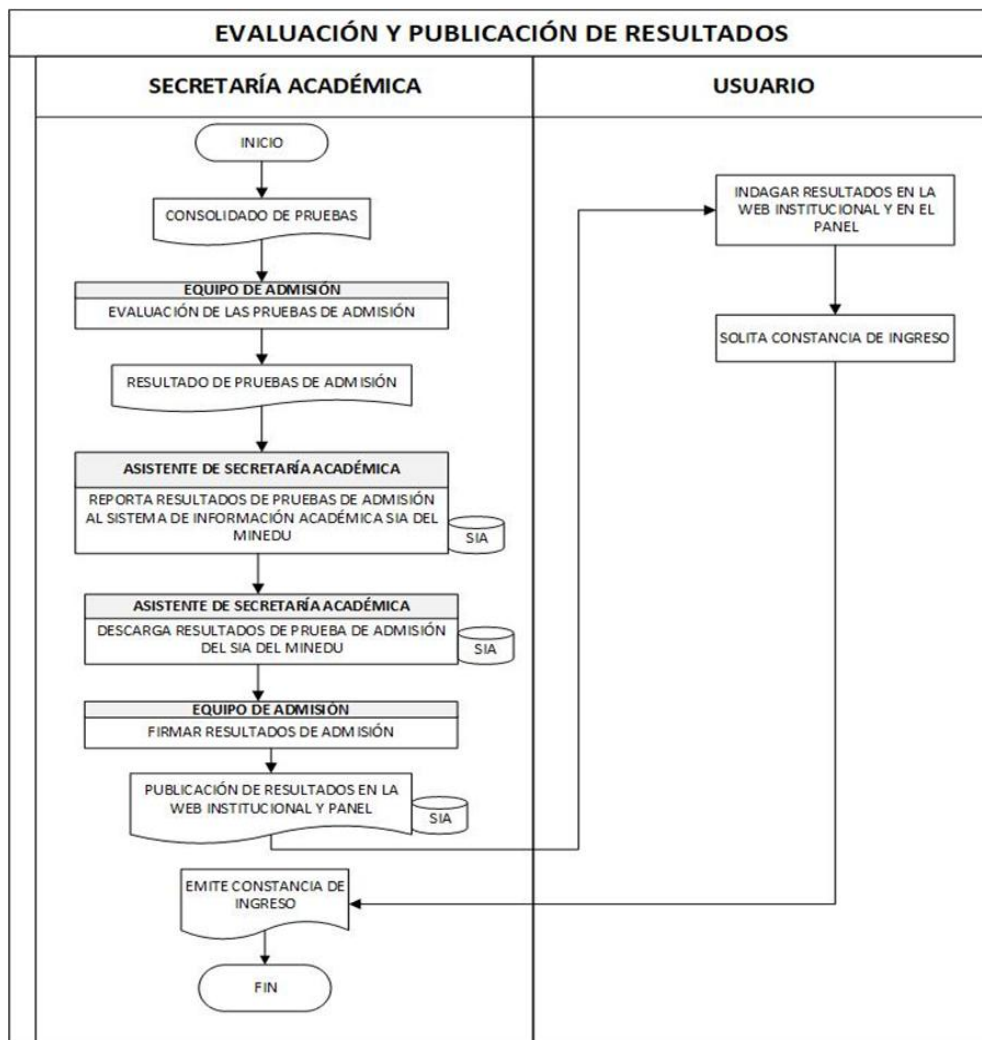 EVALUACIÓN Y PUBLICACIÓN DE RESULTADOS
SECRETARÍA ACADÉMICA
USUARIO
INICIO
CONSOLIDADO DE PRUEBAS
EQUIPO DE ADMISIÓN
EVALUACIÓN DE LAS PRUEBAS DE ADMISIÓN
RESULTADO DE PRUEBAS DE ADMISIÓN
ASISTENTE DE SECRETARÍA ACADÉMICA
REPORTA RESULTADOS DE PRUEBAS DE ADMISIÓN
AL SISTEMA DE INFORMACIÓN ACADÉMICA SIA DEL
MINEDU
SIA
ASISTENTE DE SECRETARÍA ACADÉMICA
DESCARGA RESULTADOS DE PRUEBA DE ADMISIÓN
DEL SIA DEL MINEDU
SIA
EQUIPO DE ADMISIÓN
FIRMAR RESULTADOS DE ADMISIÓN
PUBLICACIÓN DE RESULTADOS EN LA
WEB INSTITUCIONAL Y PANEL
SIA
INDAGAR RESULTADOS EN LA
WEB INSTITUCIONAL Y EN EL
PANEL
SOLITA CONSTANCIA DE INGRESO
EMITE CONSTANCIA DE
INGRESO
FIN